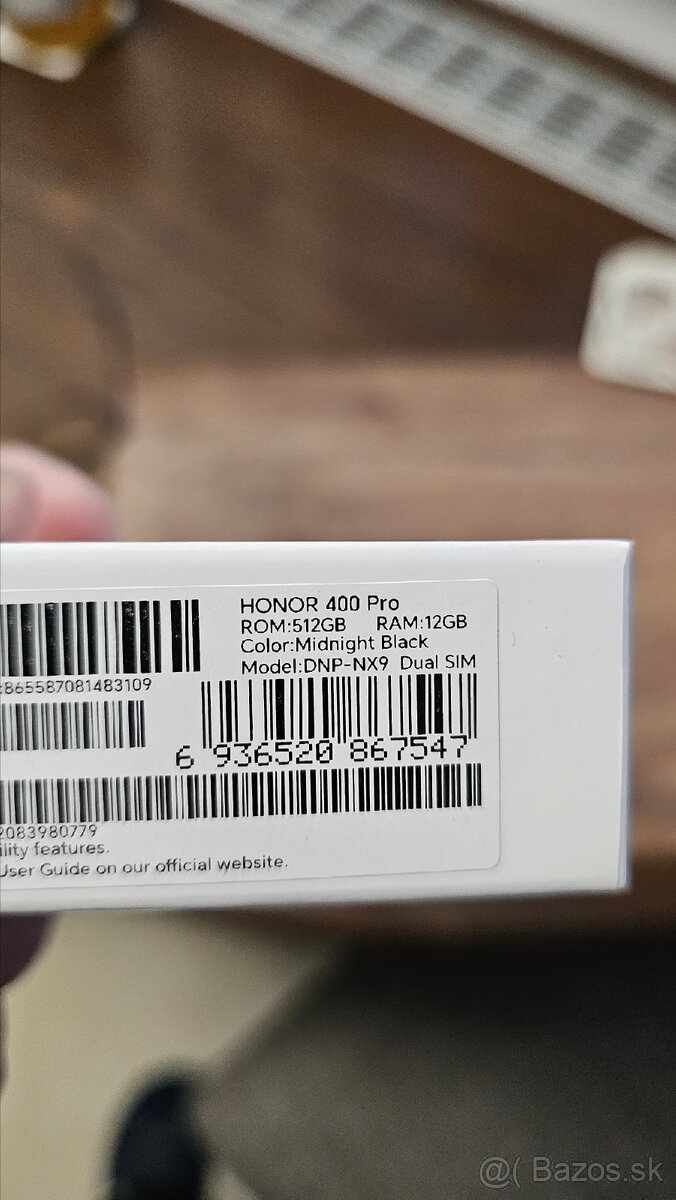 HONOR 400 Pro
ROM:512GB RAM:12GB
Color:Midnight Black
Model:DNP-NX9 Dual SIM
:865587081483109
6 936520 867547
2083980779
ility features.
User Guide on our official website.
@( Bazos.sk